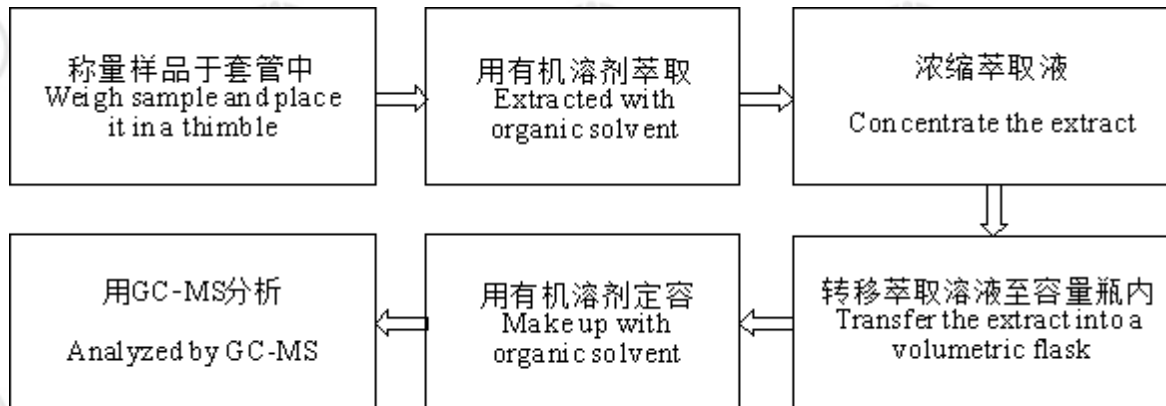 称量样品于套管中
Weigh sample and place
it in a thimble
用有机溶剂萃取
Extracted with
organic solvent
浓缩萃取液
Concentrate the extract
转移萃取溶液至容量瓶内
Transfer the extract into a
volumetric flask
用有机溶剂定容
Make up with
organic solvent
用GC-MS分析
Analyzed by GC-MS